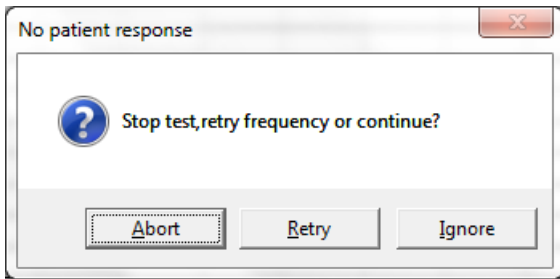 No patient response
Stop test,retry frequency or continue?
Abort Retry Ignore